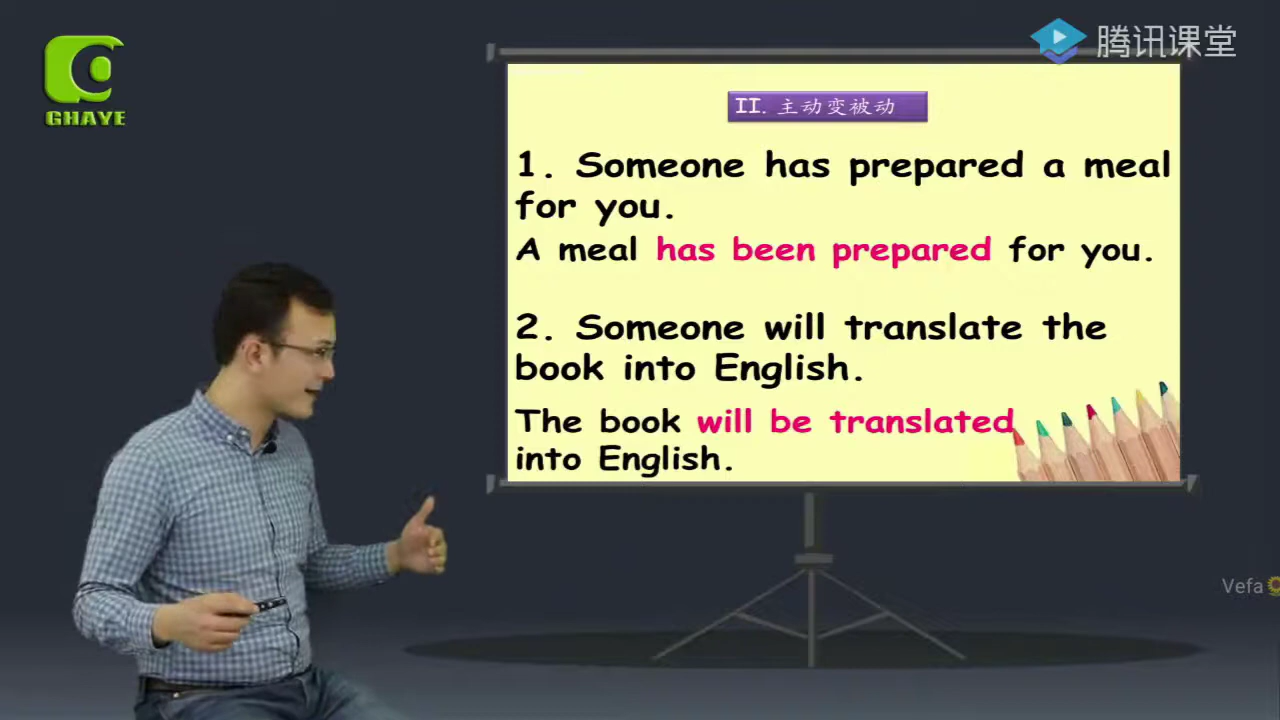 GHAYE
腾讯课堂
II. 主动变被动
1. Someone has prepared a meal
for you.
A meal has been prepared for you.
2. Someone will translate the
book into English.
The book will be translated
into English.
Vefa